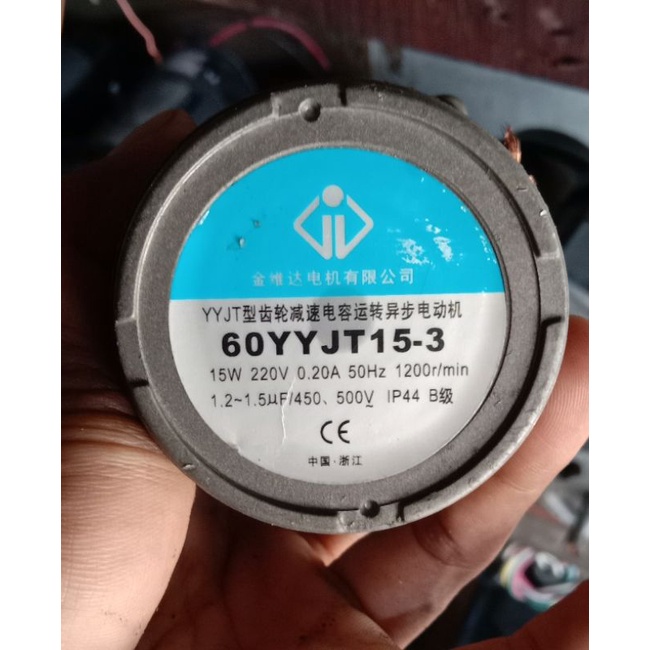 金维达电机有限公司
YYJT型齿轮减速电容运转异步电动机
60YYJT15-3
15W 220V 0.20A 50Hz 1200r/min
1.2~1.5μF/450、500V IP44 B级
CE
中国·浙江